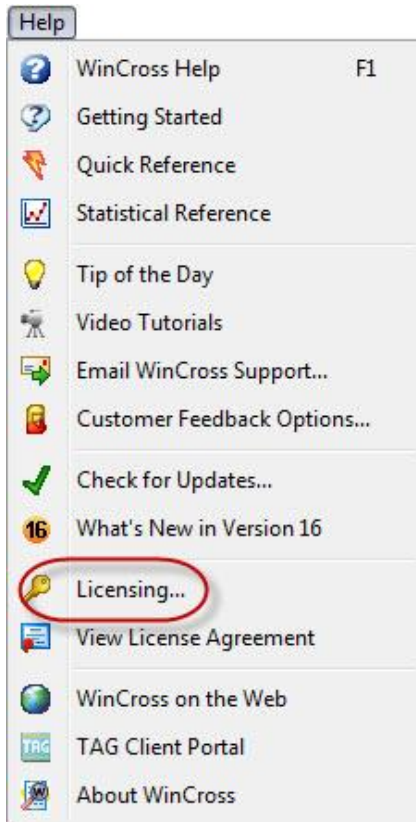 Help
WinCross Help F1
Getting Started
Quick Reference
Statistical Reference
Tip of the Day
Video Tutorials
Email WinCross Support...
Customer Feedback Options...
Check for Updates...
16 What's New in Version 16
Licensing...
View License Agreement
WinCross on the Web
TAG TAG Client Portal
About WinCross